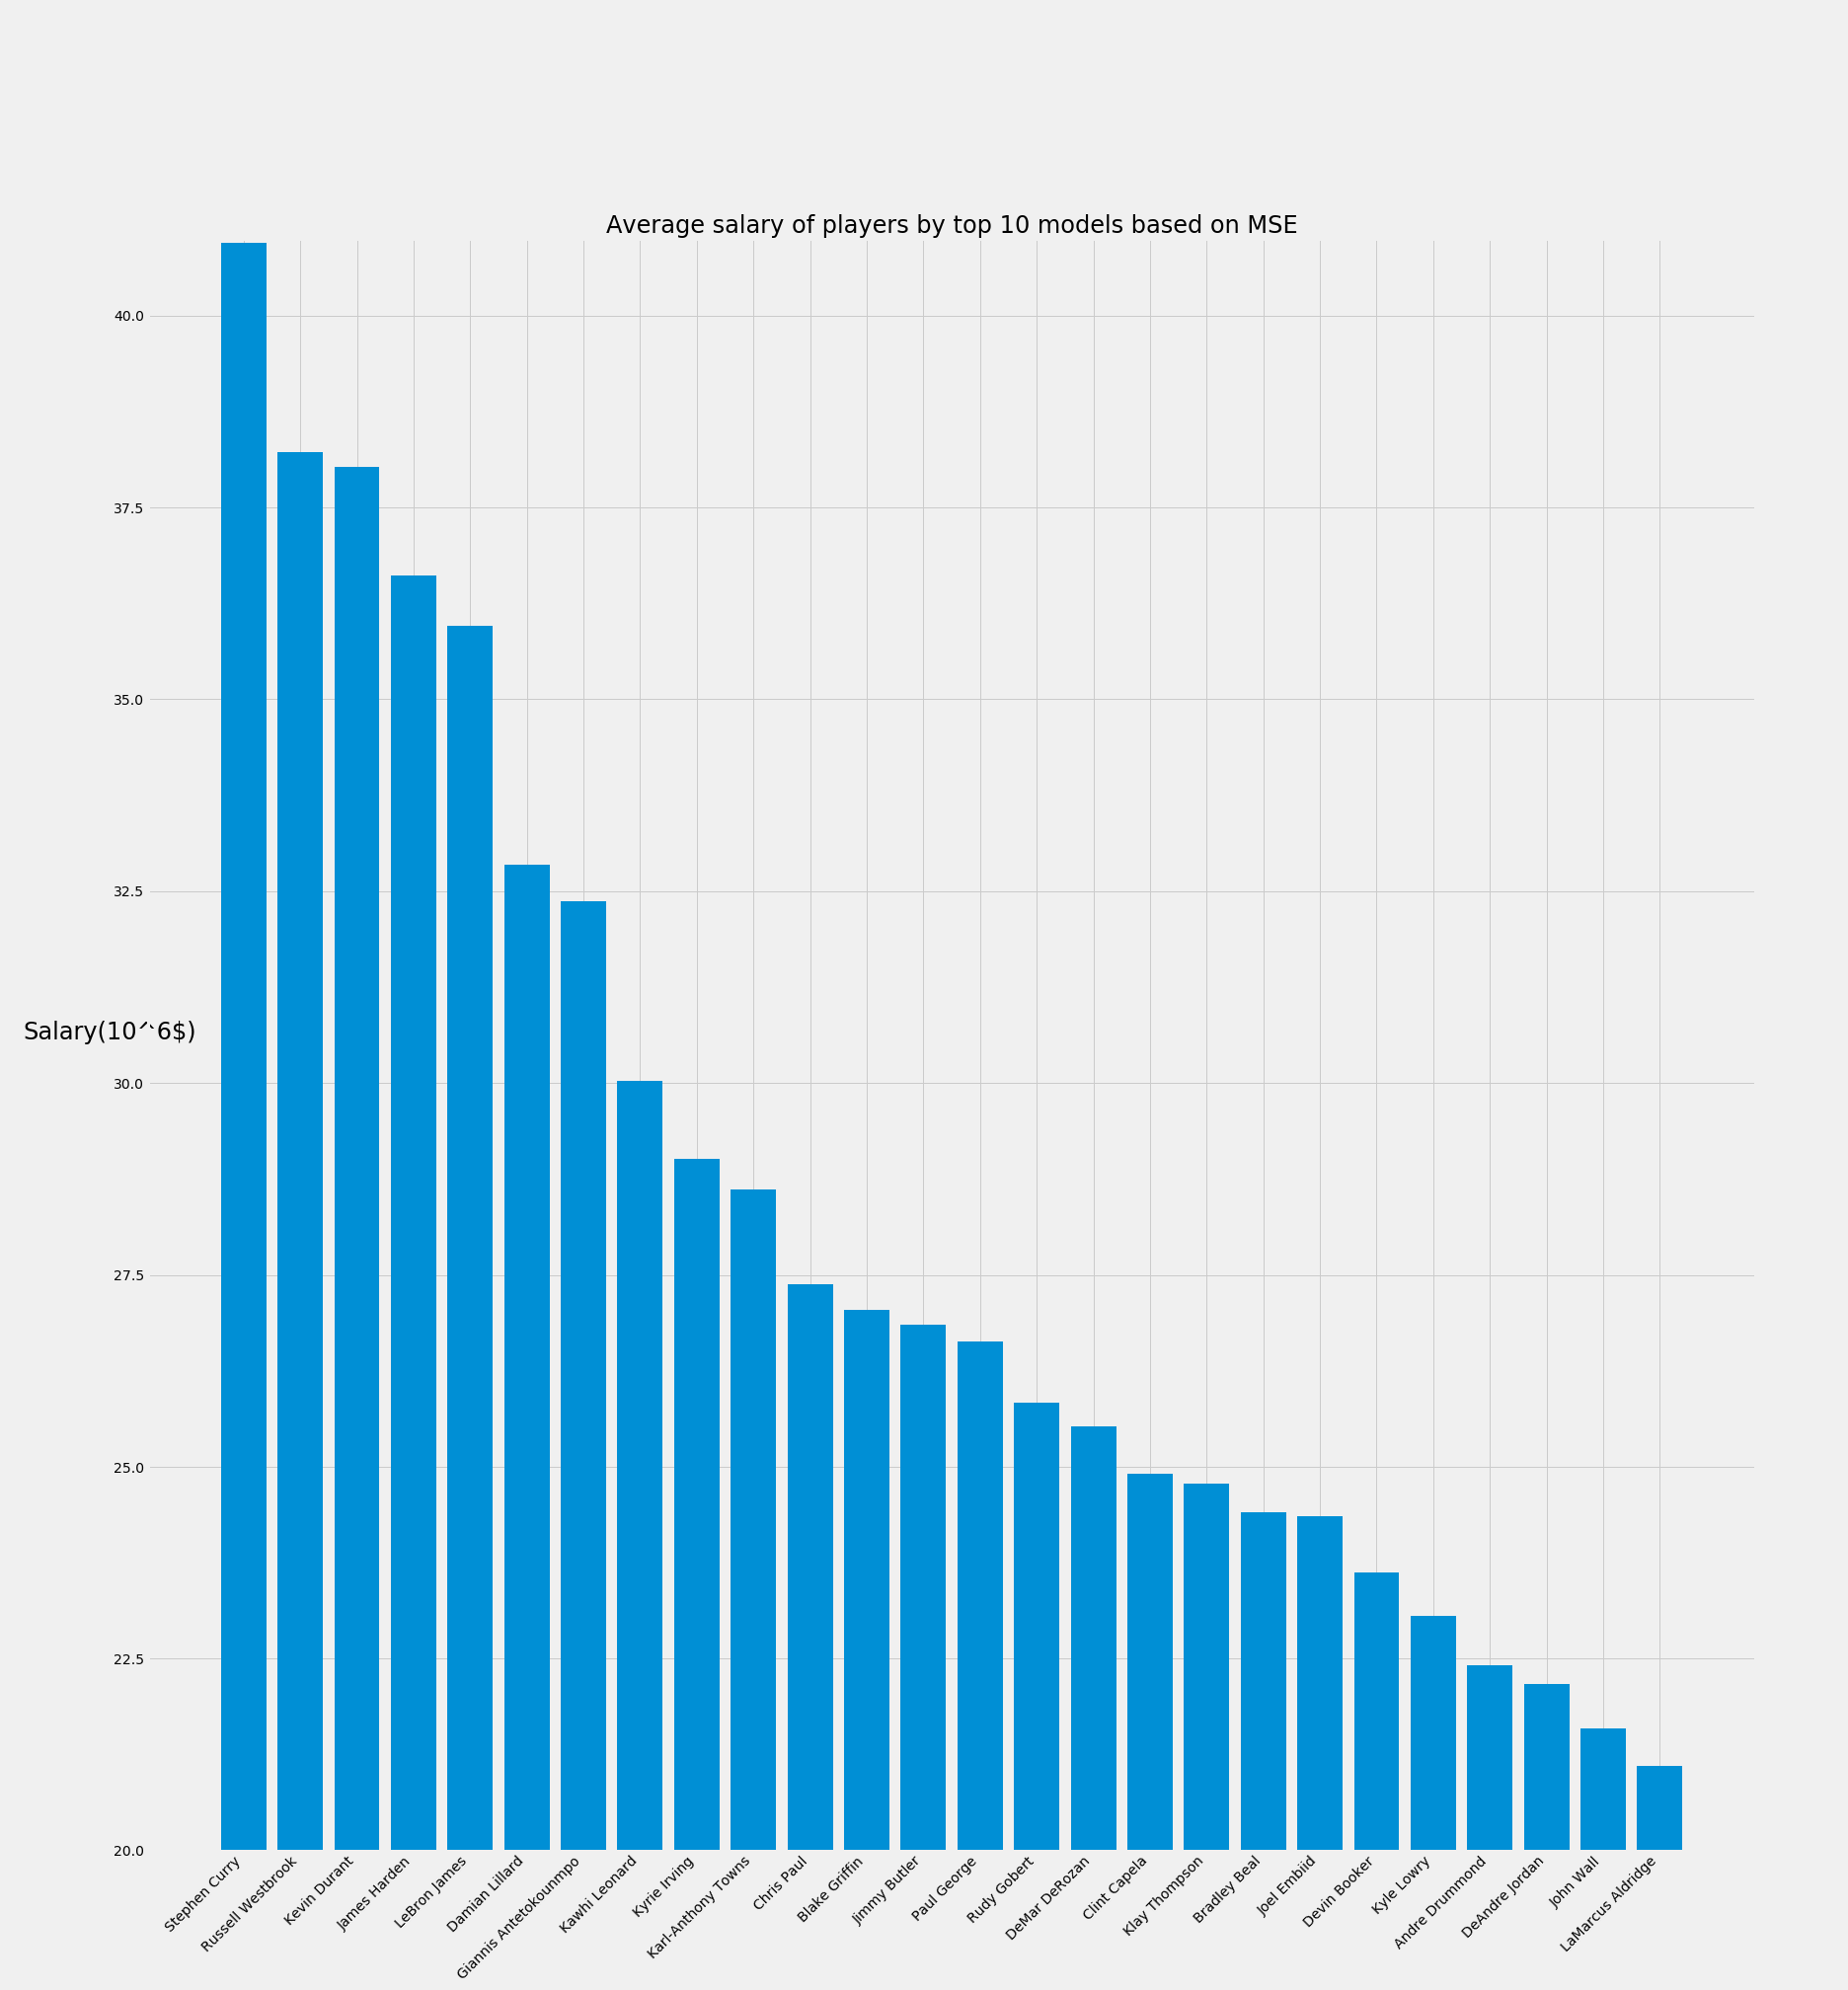 Average salary of players by top 10 models based on MSE
40.0
37.5
35.0
32.5
Salary(10^6$)
30.0
27.5
25.0
22.5
20.0
Stephen Curry
Russell Westbrook
Kevin Durant
James Harden
LeBron James
Damian Lillard
Giannis Antetokounmpo
Kawhi Leonard
Kyrie Irving
Karl-Anthony Towns
Chris Paul
Blake Griffin
Jimmy Butler
Paul George
Rudy Gobert
DeMar DeRozan
Clint Capela
Klay Thompson
Bradley Beal
Joel Embiid
Devin Booker
Kyle Lowry
Andre Drummond
DeAndre Jordan
John Wall
LaMarcus Aldridge